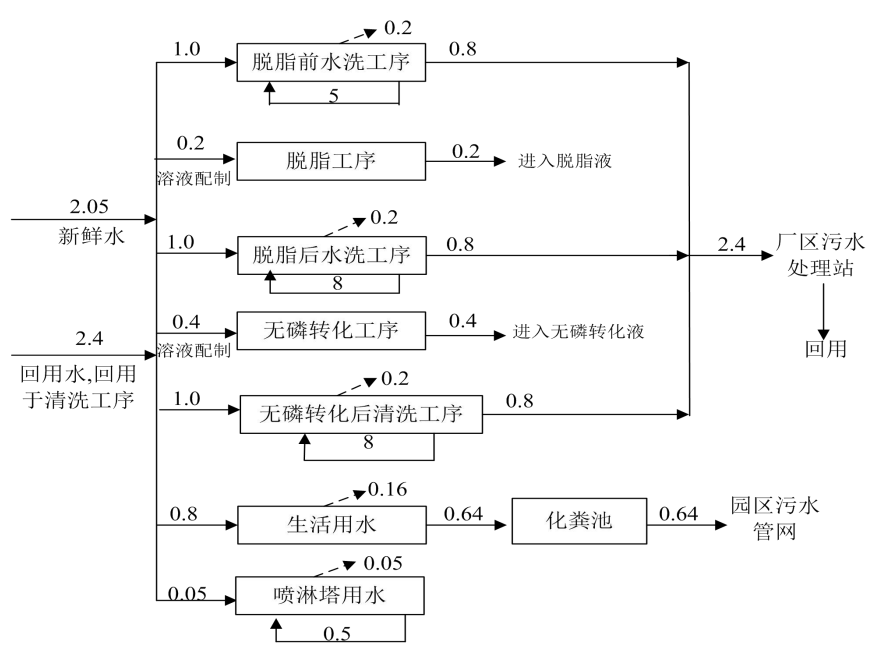 0.2
1.0
脱脂前水洗工序
0.8
5
0.2
溶液配制
脱脂工序
0.2
进入脱脂液
2.05
新鲜水
0.2
1.0
脱脂后水洗工序
0.8
8
2.4
厂区污水
处理站
回用
0.4
溶液配制
无磷转化工序
0.4
进入无磷转化液
2.4
回用水,回用
于清洗工序
0.2
1.0
无磷转化后清洗工序
0.8
8
0.16
0.8
生活用水
0.64
化粪池
0.64
园区污水
管网
0.05
0.05
喷淋塔用水
0.5